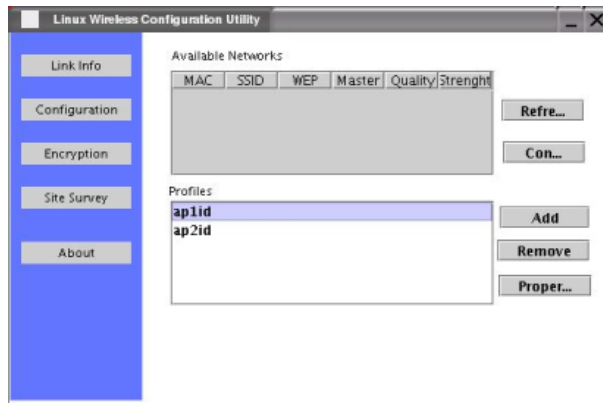 Linux Wireless Configuration Utility
Link Info
Configuration
Encryption
Site Survey
About
Available Networks
MAC SSID WEP Master Quality Strenght
Refre...
Con...
Profiles
ap1id
ap2id
Add
Remove
Proper...